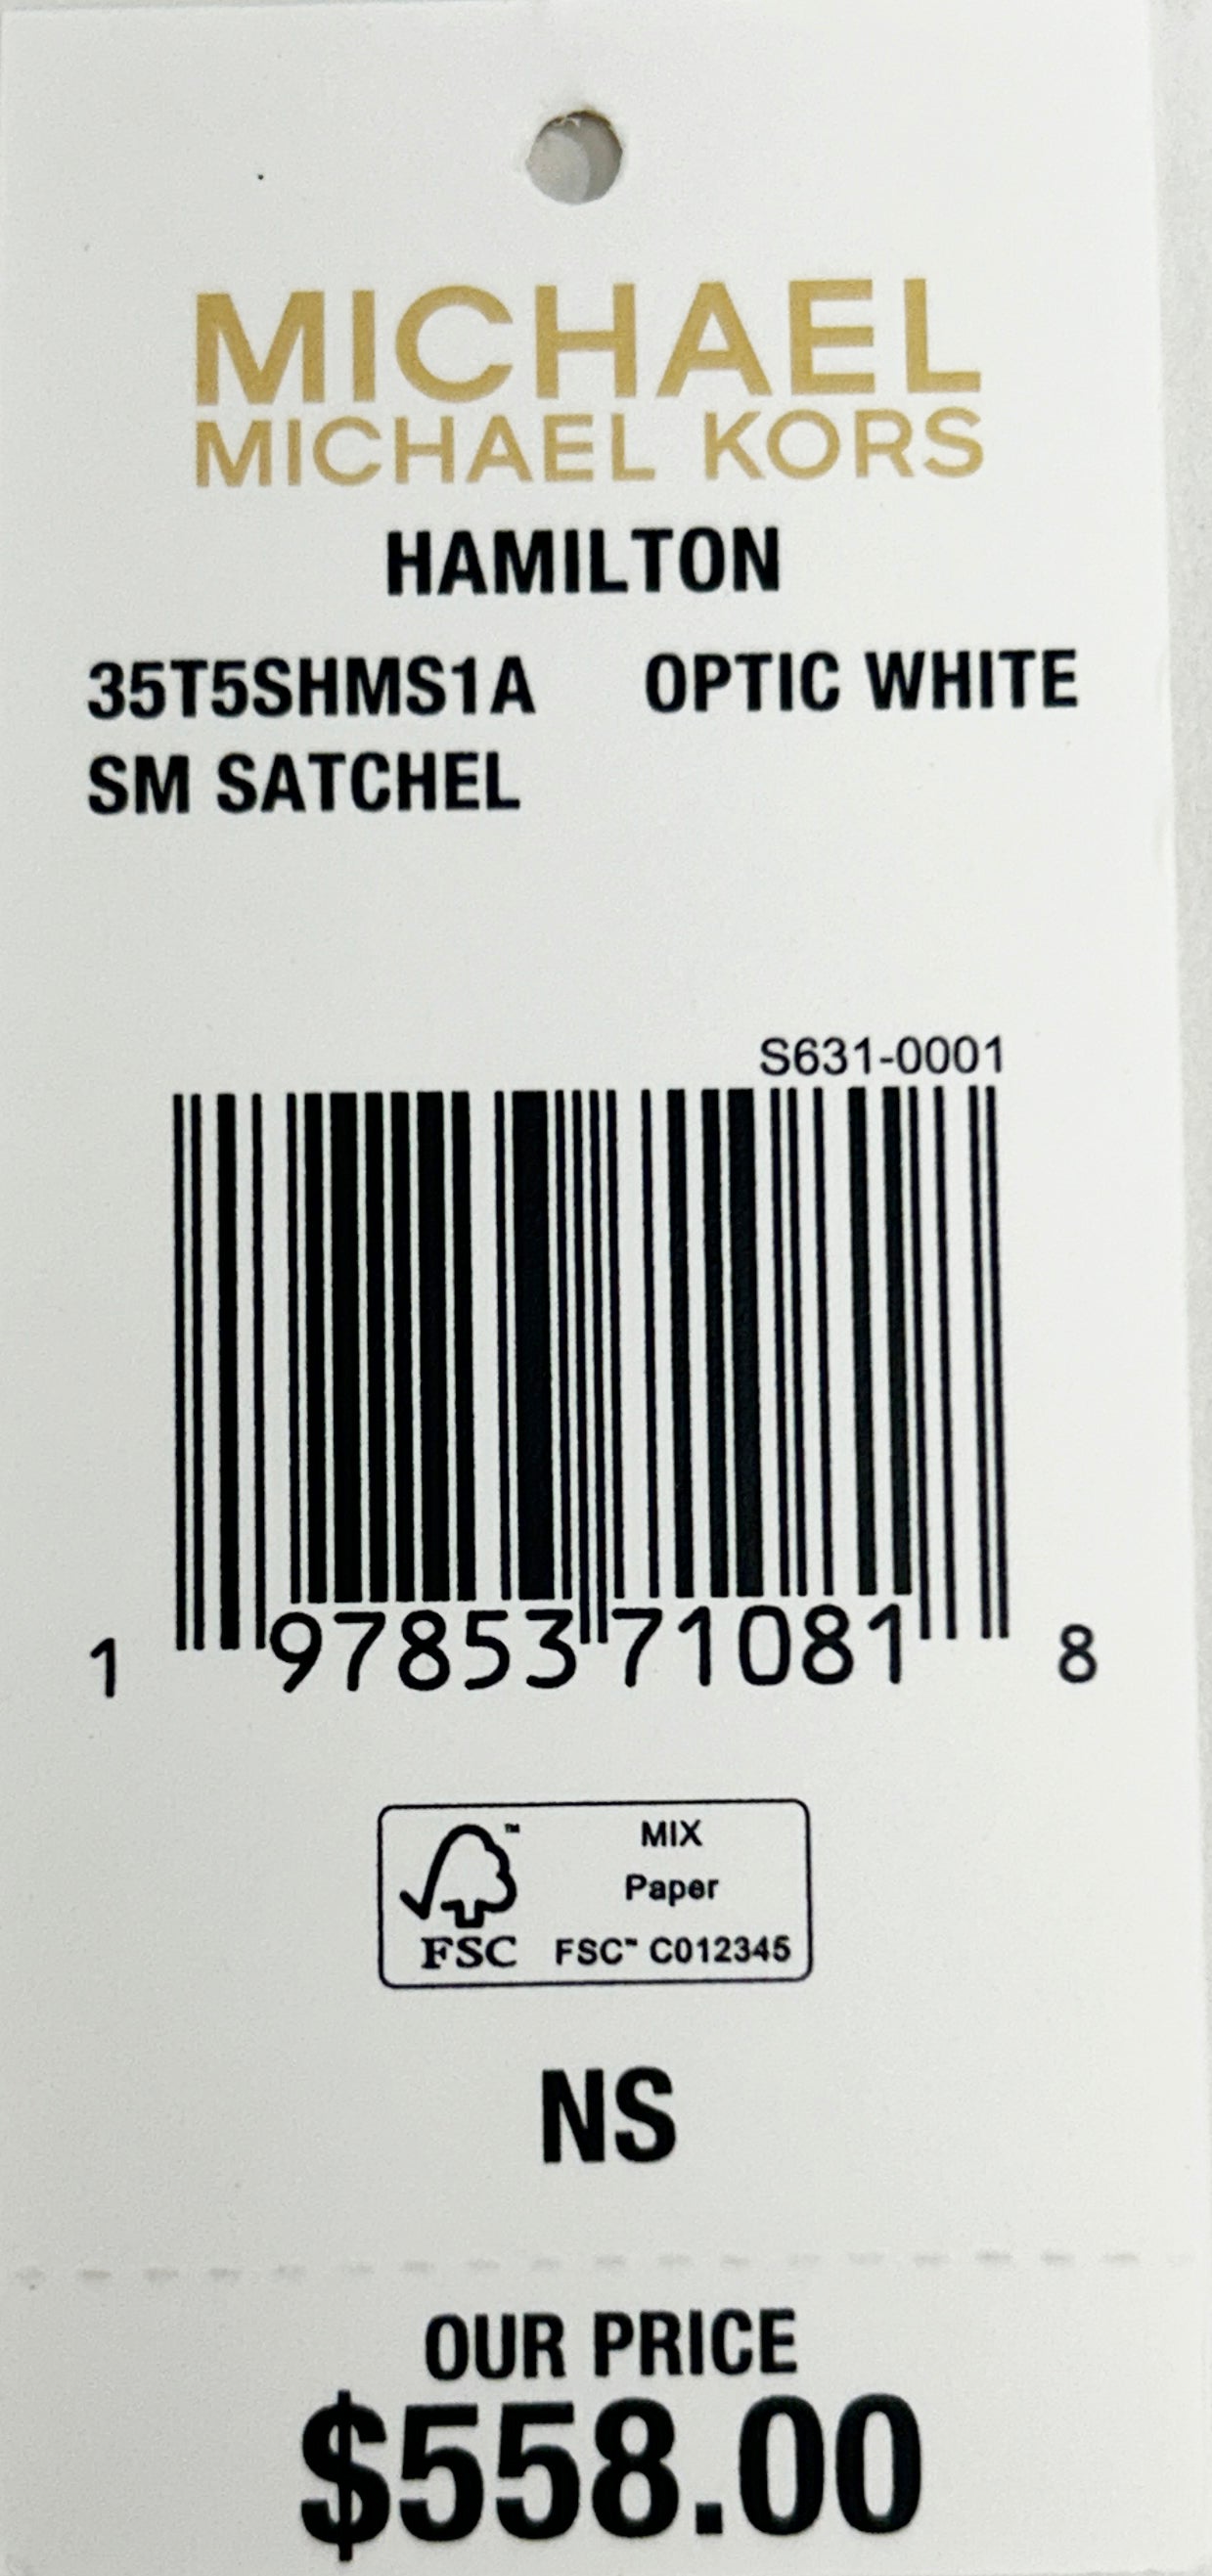 MICHAEL
MICHAEL KORS
HAMILTON
35T5SHMS1A OPTIC WHITE
SM SATCHEL
S631-0001
1 97853 71081 8
™ MIX
Paper
FSC FSC™ C012345
NS
OUR PRICE
$558.00